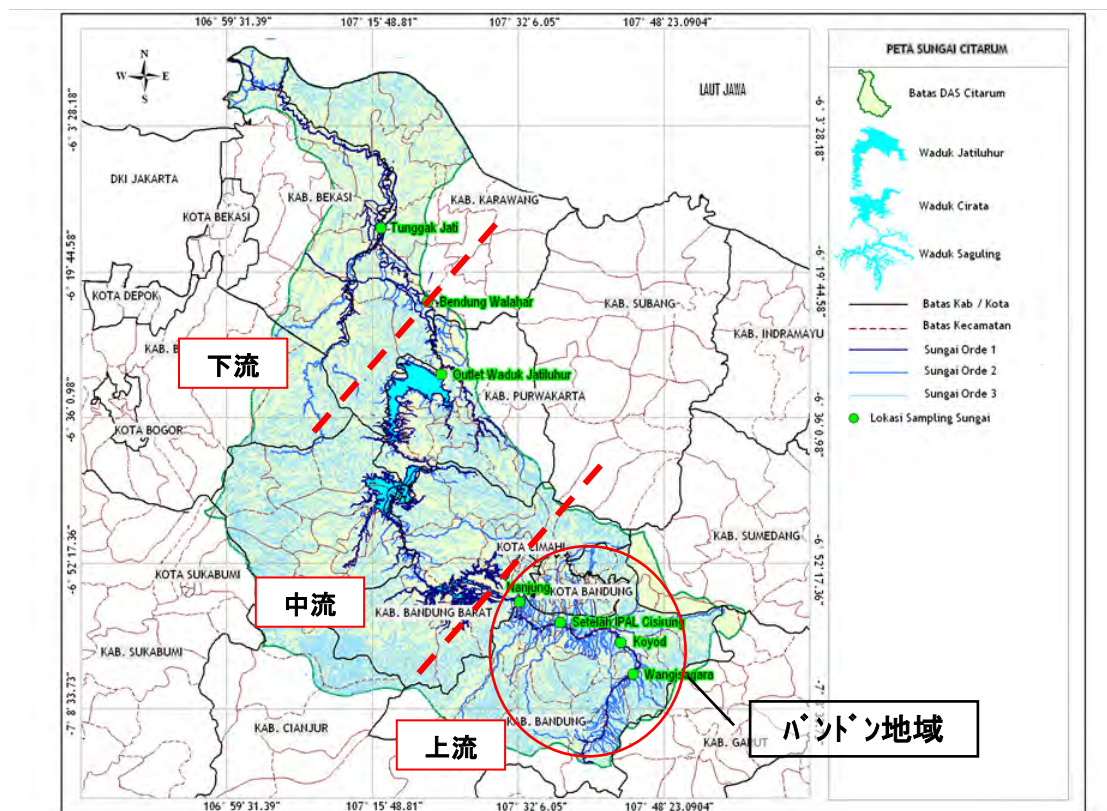 106° 59' 31.39"
107° 15' 48.81"
107° 32' 6.05"
107° 48' 23.0904"
PETA SUNGAI CITARUM
Batas DAS Citarum
Waduk Jatiluhur
Waduk Cirata
Waduk Saguling
Batas Kab / Kota
Batas Kecamatan
Sungai Orde 1
Sungai Orde 2
Sungai Orde 3
Lokasi Sampling Sungai
N
W E
S
LAUT JAWA
-6° 3' 28.18"
-6° 3' 28.18"
DKI JAKARTA
KAB. BEKASI
KAB. KARAWANG
KOTA BEKASI
Tunggak Jati
-6° 19' 44.58"
-6° 19' 44.58"
KOTA DEPOK
Bendung Walahar
KAB. SUBANG
KAB. INDRAMAYU
KAB. B
下流
Outlet Waduk Jatiluhur
KAB. PURWAKARTA
-6° 36' 0.98"
-6° 36' 0.98"
KOTA BOGOR
KAB. SUMEDANG
KOTA CIMAHI
-6° 52' 17.36"
-6° 52' 17.36"
KOTA SUKABUMI
Nanjung
KOTA BANDUNG
中流
KAB. BANDUNG BARAT
Setelah IPAL Cisirung
Koyod
KAB. SUKABUMI
Wangisagara
-7° 8' 33.73"
-7° 8' 3
KAB. CIANJUR
KAB. BANDUNG
上流
KAB. GARUT
バンドン地域
106° 59' 31.39"
107° 15' 48.81"
107° 32' 6.05"
107° 48' 23.0904"